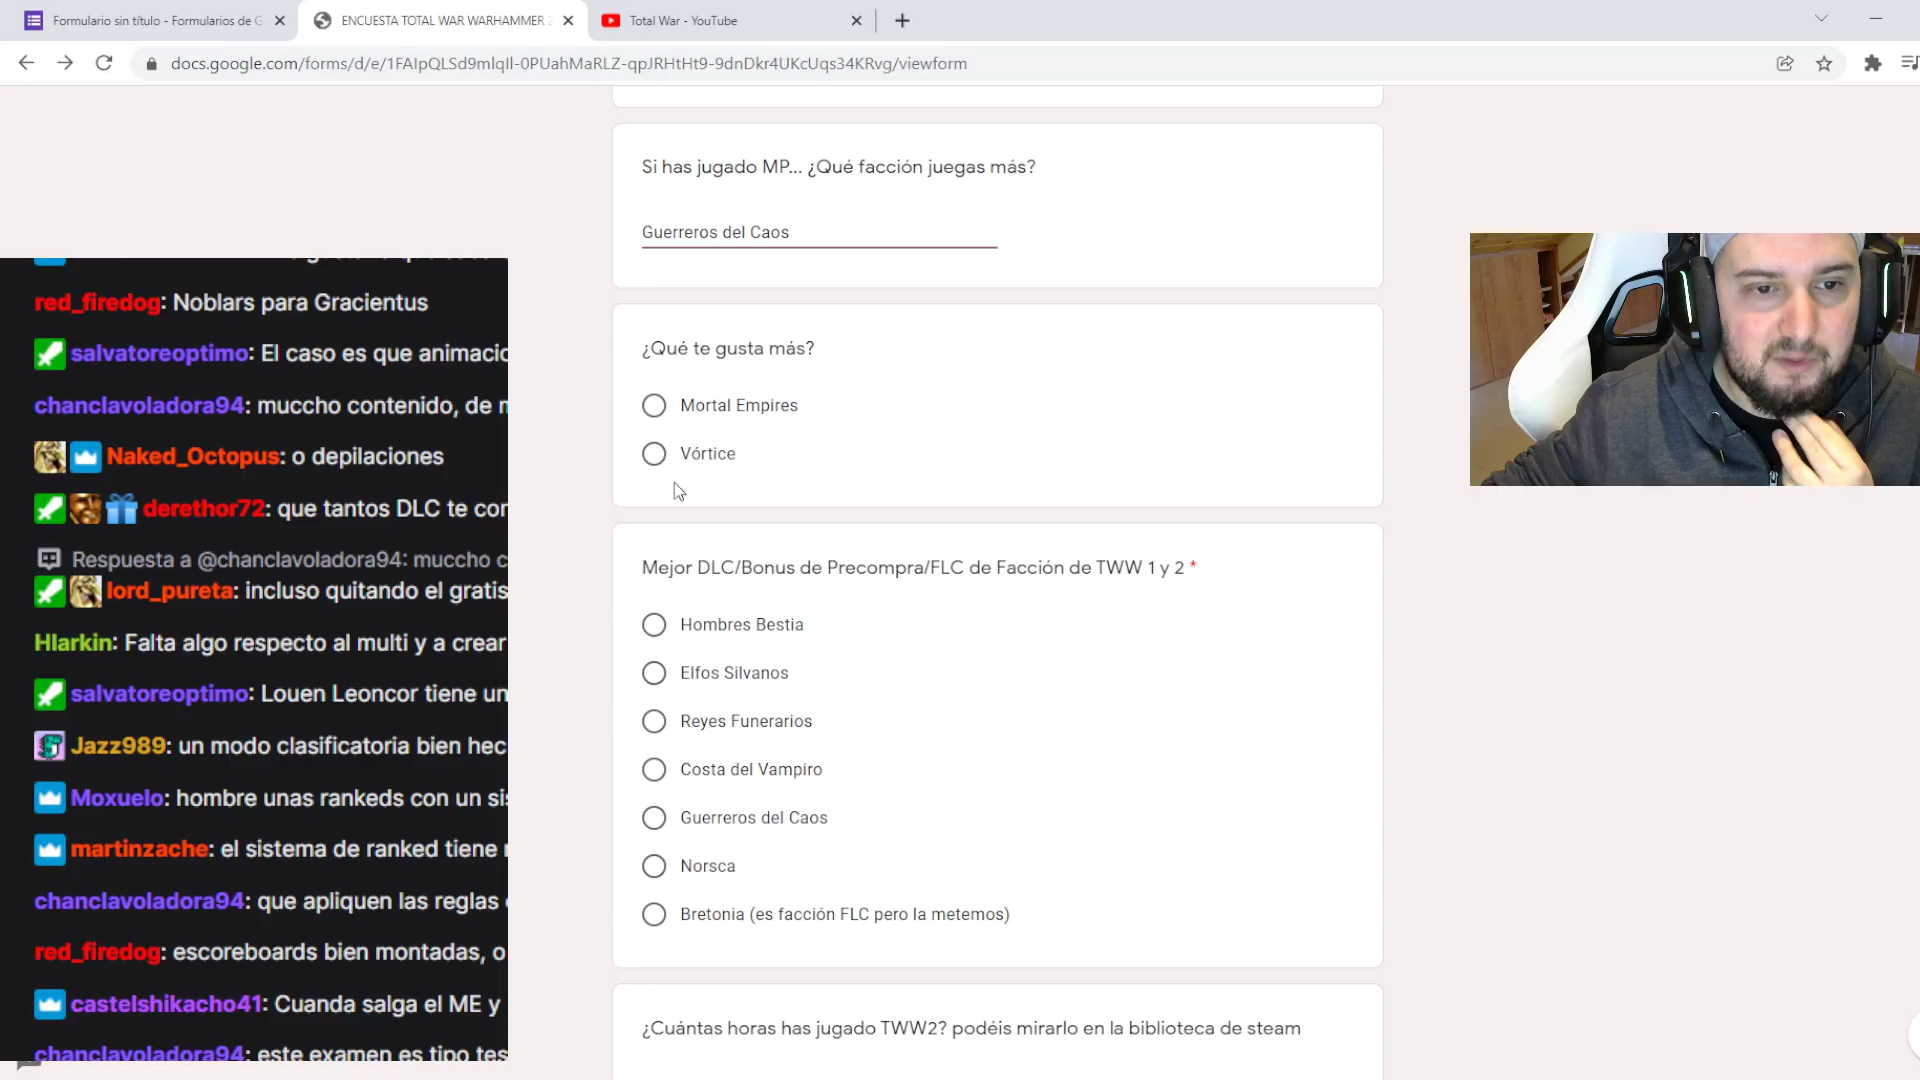 Formulario sin título - Formularios de G
ENCUESTA TOTAL WAR WARHAMMER 2
Total War - YouTube
docs.google.com/forms/d/e/1FAIpQLSd9mlqIl-0PUahMaRLZ-qpJRHtHt9-9dnDkr4UKcUqs34KRvg/viewform
Si has jugado MP... ¿Qué facción juegas más?
Guerreros del Caos
¿Qué te gusta más?
Mortal Empires
Vórtice
Mejor DLC/Bonus de Precompra/FLC de Facción de TWW 1 y 2 *
Hombres Bestia
Elfos Silvanos
Reyes Funerarios
Costa del Vampiro
Guerreros del Caos
Norsca
Bretonia (es facción FLC pero la metemos)
¿Cuántas horas has jugado TWW2? podéis mirarlo en la biblioteca de steam
red_firedog: Noblars para Gracientus
salvatoreoptimo: El caso es que animacio
chanclavoladora94: muccho contenido, de
Naked_Octopus: o depilaciones
derethor72: que tantos DLC te cor
Respuesta a @chanclavoladora94: muccho c
lord_pureta: incluso quitando el gratis
Hlarkin: Falta algo respecto al multi y a crear
salvatoreoptimo: Louen Leoncor tiene un
Jazz989: un modo clasificatoria bien hec
Moxuelo: hombre unas rankeds con un sis
martinzache: el sistema de ranked tiene
chanclavoladora94: que apliquen las reglas
red_firedog: escoreboards bien montadas, o
castelshikacho41: Cuanda salga el ME y
chanclavoladora94: este examen es tipo tes